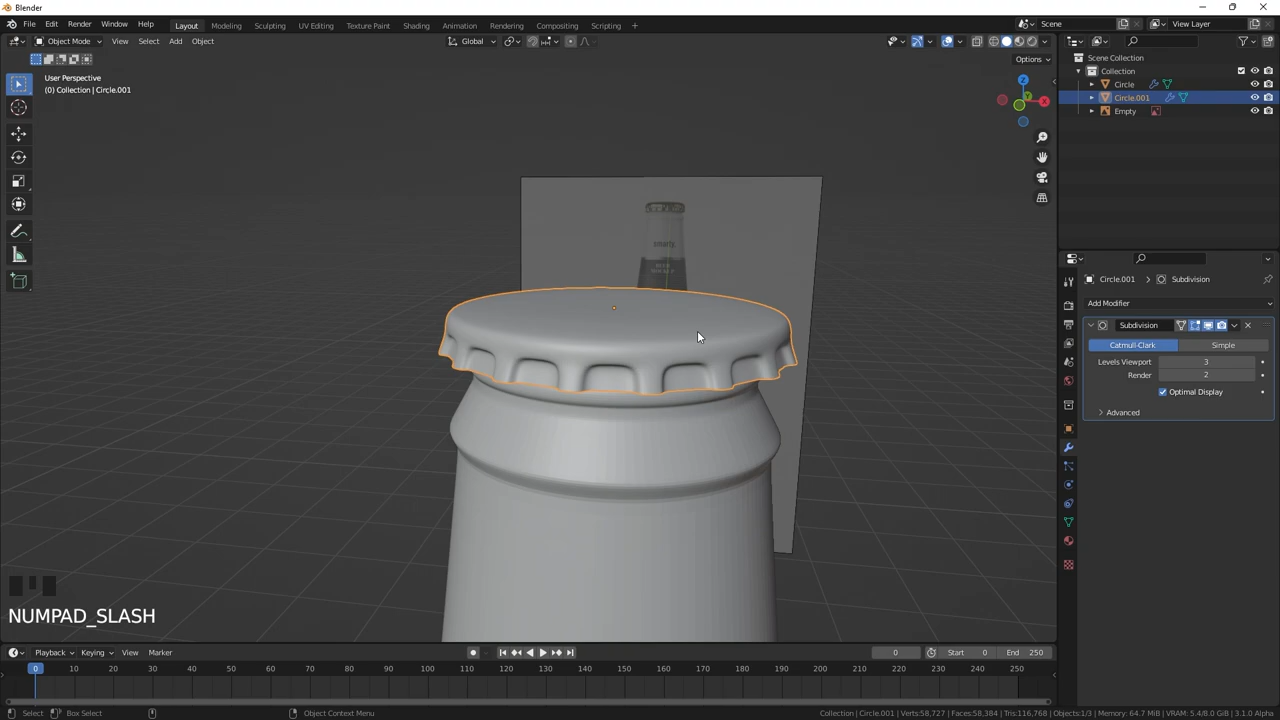 Blender
File Edit Render Window Help
Layout Modeling Sculpting UV Editing Texture Paint Shading Animation Rendering Compositing Scripting +
Scene
View Layer
Object Mode View Select Add Object
Global
Options
User Perspective
(0) Collection | Circle.001
Z
Y
X
Scene Collection
Collection
Circle
Circle.001
Empty
Circle.001 > Subdivision
Add Modifier
Subdivision
Catmull-Clark Simple
Levels Viewport 3
Render 2
Optimal Display
Advanced
smarly.
NUMPAD_SLASH
Playback Keying View Marker
0 Start 0 End 250
0 10 20 30 40 50 60 70 80 90 100 110 120 130 140 150 160 170 180 190 200 210 220 230 240 250
Select Box Select Object Context Menu
Collection | Circle.001 | Verts:58,727 | Faces:58,384 | Tris:116,768 | Objects:1/3 | Memory: 64.7 MiB | VRAM: 5.4/8.0 GiB | 3.1.0 Alpha